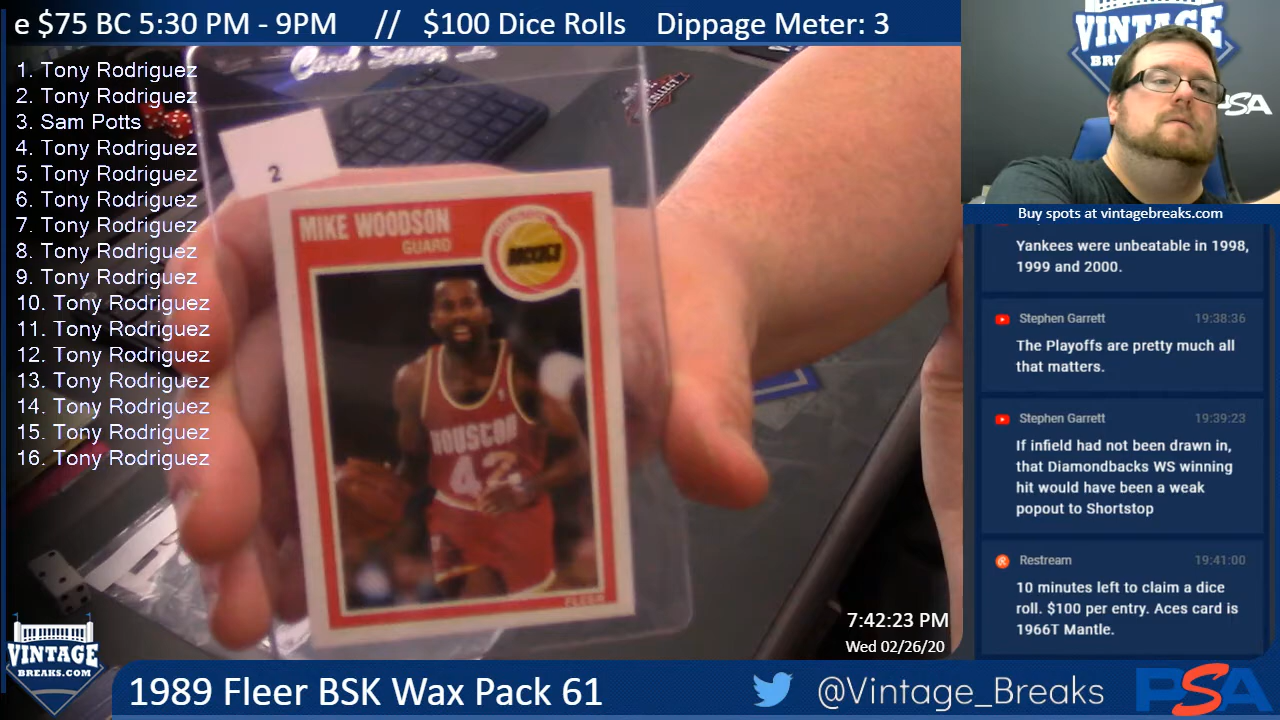 e $75 BC 5:30 PM - 9PM // $100 Dice Rolls Dippage Meter: 3
1. Tony Rodriguez
2. Tony Rodriguez
3. Sam Potts
4. Tony Rodriguez
5. Tony Rodriguez
6. Tony Rodriguez
7. Tony Rodriguez
8. Tony Rodriguez
9. Tony Rodriguez
10. Tony Rodriguez
11. Tony Rodriguez
12. Tony Rodriguez
13. Tony Rodriguez
14. Tony Rodriguez
15. Tony Rodriguez
16. Tony Rodriguez
Card Saver
2
MIKE WOODSON
GUARD
ROCKETS
HOUSTON
42
FLEER
VINTAGE
PSA
Buy spots at vintagebreaks.com
Yankees were unbeatable in 1998,
1999 and 2000.
Stephen Garrett 19:38:36
The Playoffs are pretty much all
that matters.
Stephen Garrett 19:39:23
If infield had not been drawn in,
that Diamondbacks WS winning
hit would have been a weak
popout to Shortstop
Restream 19:41:00
10 minutes left to claim a dice
roll. $100 per entry. Aces card is
1966T Mantle.
7:42:23 PM
Wed 02/26/20
VINTAGE
BREAKS.COM
1989 Fleer BSK Wax Pack 61
@Vintage_Breaks
PSA